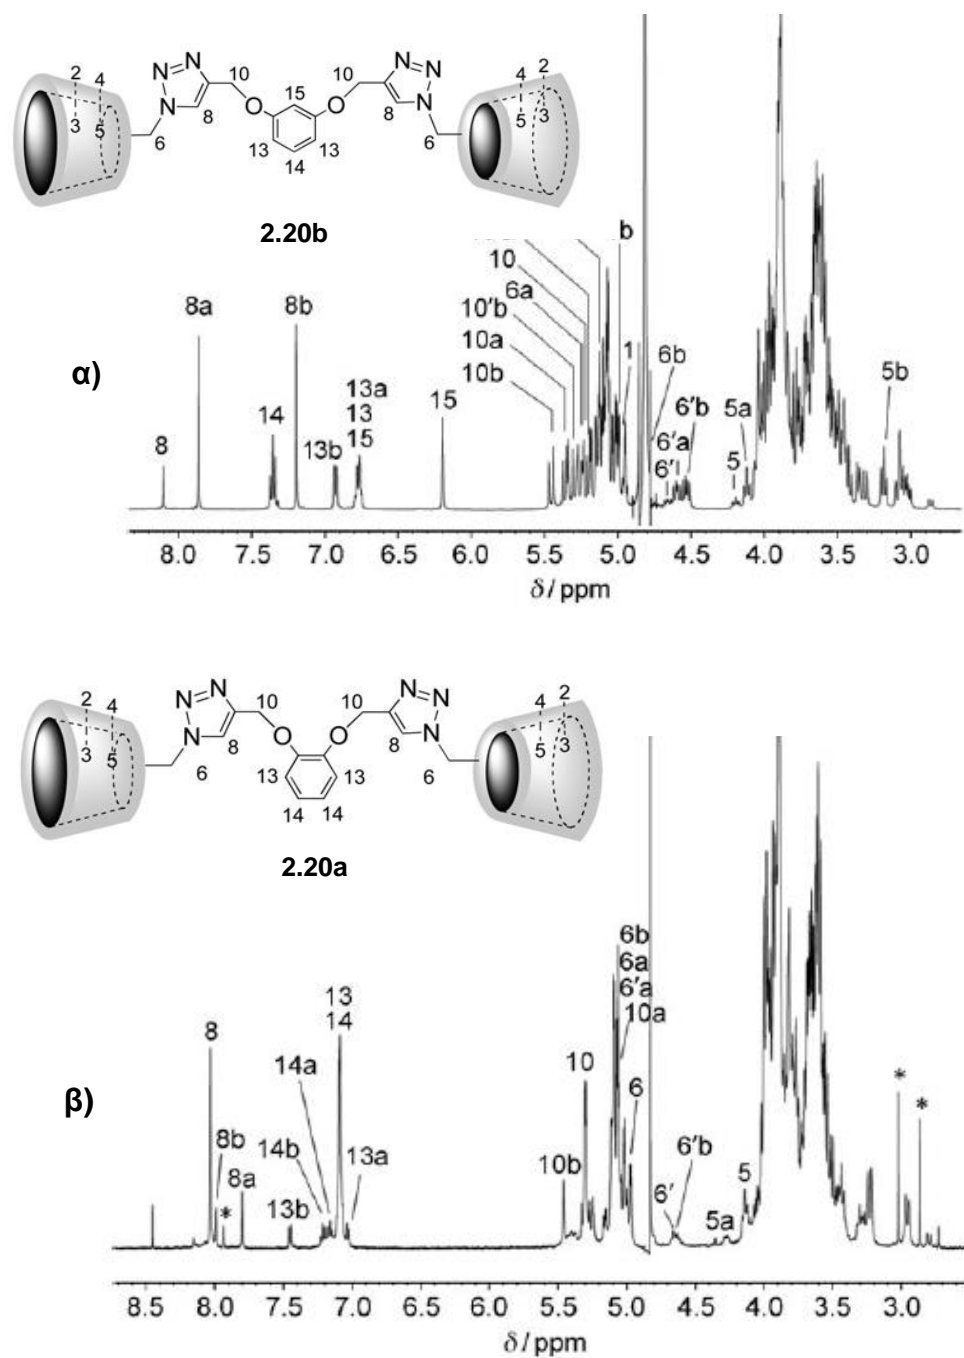 N N N
N N N
2 4 10 10 4 2
8 15 8
3 5 6 O O 6 5 3
13 13
14
2.20b
α)
8 8a 14 8b 13b 13a 13 15 15
10b 10a 10'b 6a 10 b 1 6b
6' 6'a 6'b 5 5a 5b
8.0 7.5 7.0 6.5 6.0 5.5 5.0 4.5 4.0 3.5 3.0
δ / ppm
N N N
N N N
2 4 10 10 4 2
8 O O 8
3 5 6 13 13 6 5 3
14 14
2.20a
β)
8 8b * 8a 13b 14b 14a 13 14 13a
10b 10 6b 6a 6'a 10a 6
6' 6'b 5a 5 * *
8.5 8.0 7.5 7.0 6.5 6.0 5.5 5.0 4.5 4.0 3.5 3.0
δ / ppm